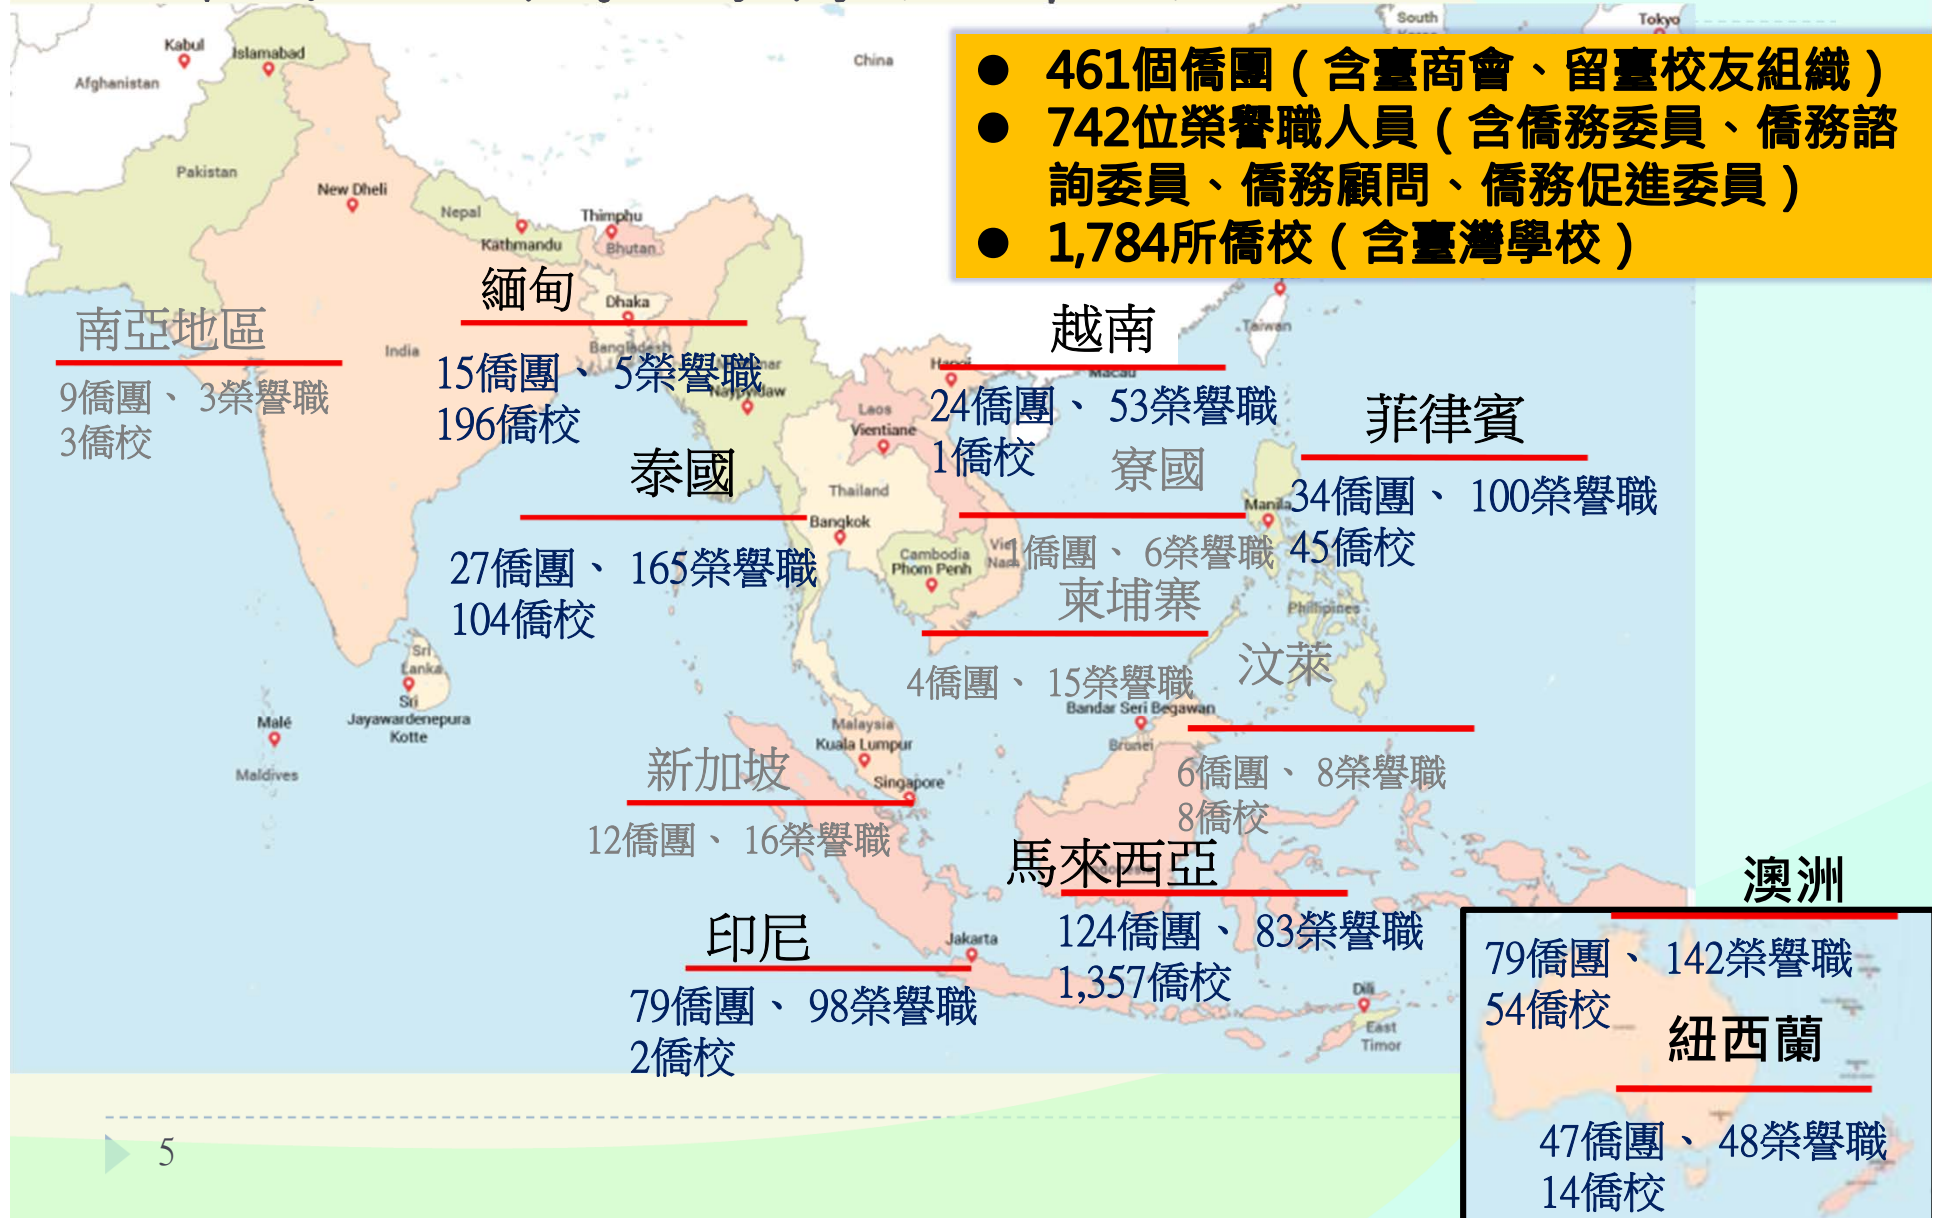 South
Tokyo
Kabul
Islamabad
Afghanistan
China
● 461個僑團（含臺商會、留臺校友組織）
● 742位榮譽職人員（含僑務委員、僑務諮
詢委員、僑務顧問、僑務促進委員）
● 1,784所僑校（含臺灣學校）
Pakistan
New Dheli
Nepal
Kathmandu
Thimphu
Bhutan
緬甸
Dhaka
Bangladesh
15僑團、 5榮譽職
196僑校
Naypyidaw
南亞地區
India
9僑團、 3榮譽職
3僑校
越南
Taiwan
Hanoi
Macau
24僑團、 53榮譽職
1僑校
Laos
Vientiane
菲律賓
Manila
34僑團、 100榮譽職
45僑校
Phillipines
泰國
Thailand
Bangkok
27僑團、 165榮譽職
104僑校
寮國
1僑團、 6榮譽職
Viet
Nam
Cambodia
Phom Penh
柬埔寨
4僑團、 15榮譽職
汶萊
Bandar Seri Begawan
Brunei
6僑團、 8榮譽職
8僑校
Sri
Lanka
Sri
Jayawardenepura
Kotte
Malé
Maldives
Malaysia
Kuala Lumpur
Singapore
新加坡
12僑團、 16榮譽職
馬來西亞
124僑團、 83榮譽職
1,357僑校
印尼
Jakarta
79僑團、 98榮譽職
2僑校
Dili
East
Timor
澳洲
79僑團、 142榮譽職
54僑校
紐西蘭
47僑團、 48榮譽職
14僑校
5